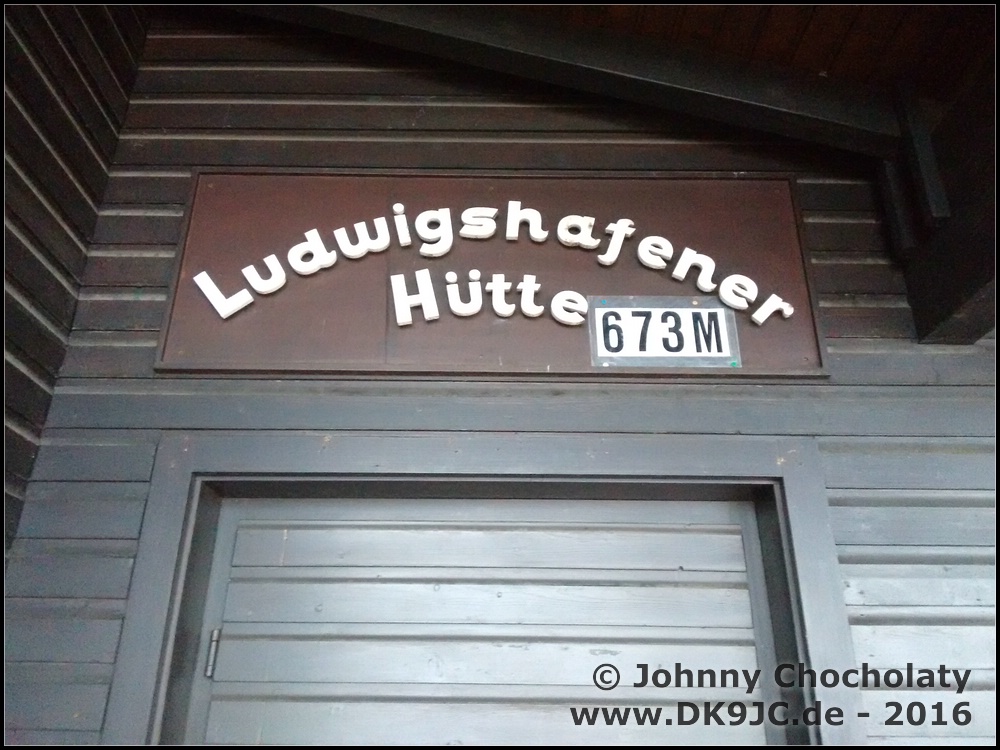 Ludwigshafener
Hütte
673M
© Johnny Chocholaty
www.DK9JC.de - 2016